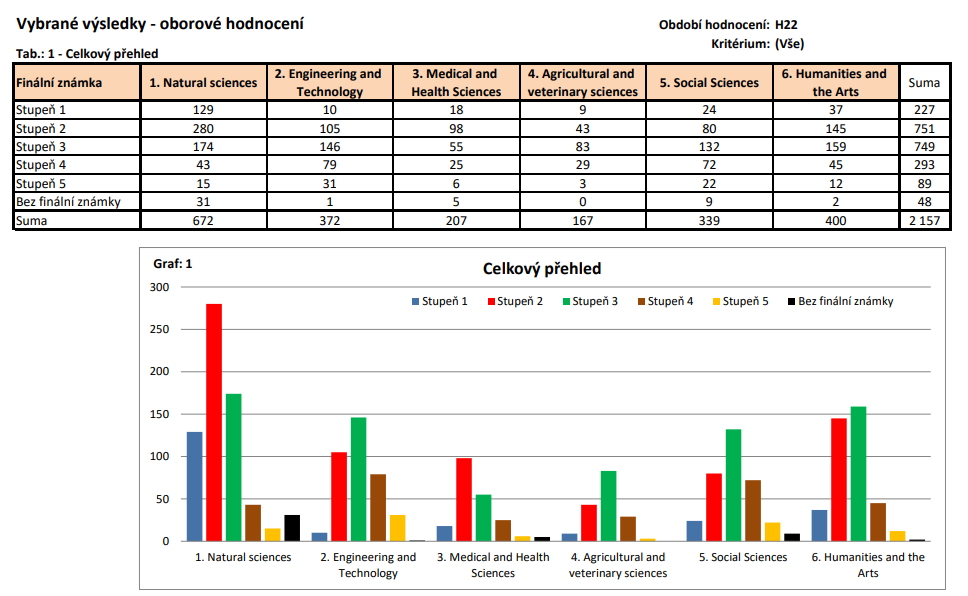 Vybrané výsledky - oborové hodnocení
Období hodnocení: H22
Kritérium: (Vše)
Tab.: 1 - Celkový přehled
Finální známka 1. Natural sciences 2. Engineering and Technology 3. Medical and Health Sciences 4. Agricultural and veterinary sciences 5. Social Sciences 6. Humanities and the Arts Suma
Stupeň 1 129 10 18 9 24 37 227
Stupeň 2 280 105 98 43 80 145 751
Stupeň 3 174 146 55 83 132 159 749
Stupeň 4 43 79 25 29 72 45 293
Stupeň 5 15 31 6 3 22 12 89
Bez finální známky 31 1 5 0 9 2 48
Suma 672 372 207 167 339 400 2 157
Graf: 1
Celkový přehled
Stupeň 1 Stupeň 2 Stupeň 3 Stupeň 4 Stupeň 5 Bez finální známky
300
250
200
150
100
50
0
1. Natural sciences 2. Engineering and Technology 3. Medical and Health Sciences 4. Agricultural and veterinary sciences 5. Social Sciences 6. Humanities and the Arts